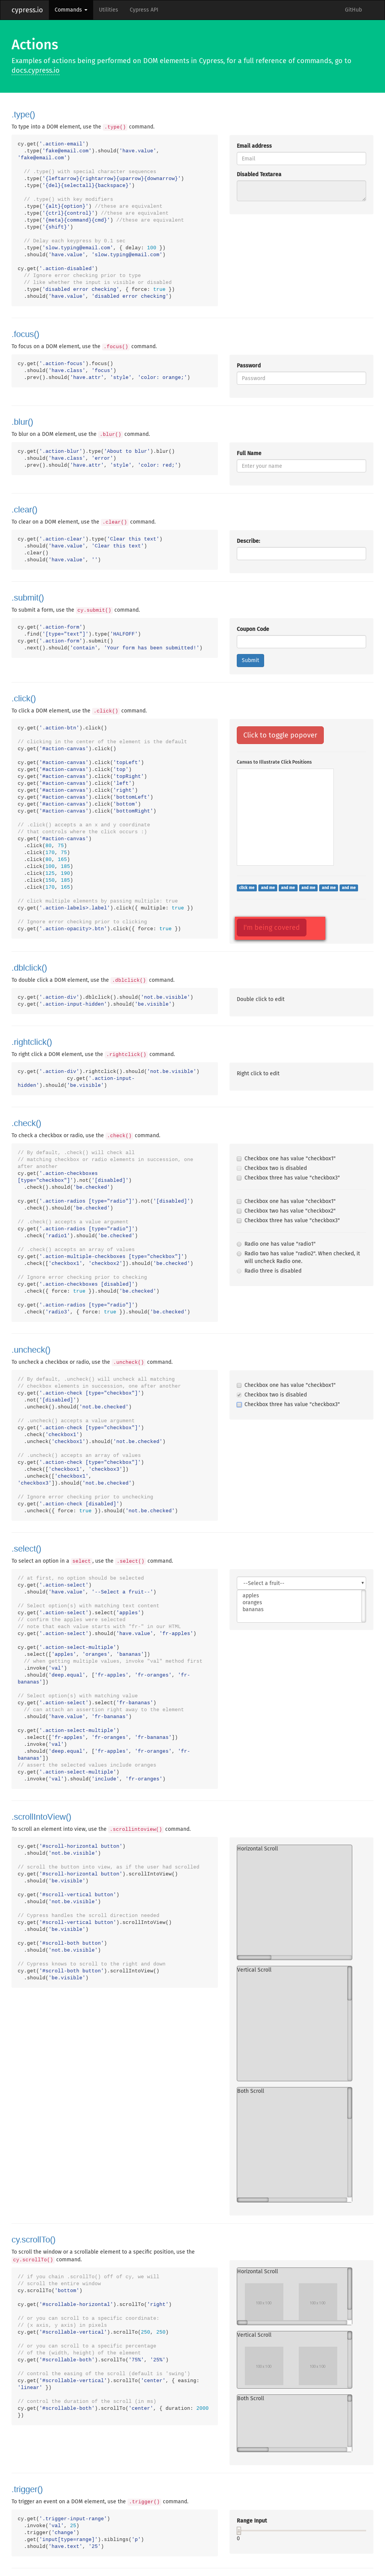 cypress.io
Commands
Utilities
Cypress API
GitHub
Actions
Examples of actions being performed on DOM elements in Cypress, for a full reference of commands, go to
docs.cypress.io
.type()
To type into a DOM element, use the .type() command.
cy.get('.action-email')
.type('fake@email.com').should('have.value',
'fake@email.com')
// .type() with special character sequences
.type('{leftarrow}{rightarrow}{uparrow}{downarrow}')
.type('{del}{selectall}{backspace}')
// .type() with key modifiers
.type('{alt}{option}') //these are equivalent
.type('{ctrl}{control}') //these are equivalent
.type('{meta}{command}{cmd}') //these are equivalent
.type('{shift}')
// Delay each keypress by 0.1 sec
.type('slow.typing@email.com', { delay: 100 })
.should('have.value', 'slow.typing@email.com')
cy.get('.action-disabled')
// Ignore error checking prior to type
// like whether the input is visible or disabled
.type('disabled error checking', { force: true })
.should('have.value', 'disabled error checking')
Email address
Email
Disabled Textarea
.focus()
To focus on a DOM element, use the .focus() command.
cy.get('.action-focus').focus()
.should('have.class', 'focus')
.prev().should('have.attr', 'style', 'color: orange;')
Password
Password
.blur()
To blur on a DOM element, use the .blur() command.
cy.get('.action-blur').type('About to blur').blur()
.should('have.class', 'error')
.prev().should('have.attr', 'style', 'color: red;')
Full Name
Enter your name
.clear()
To clear on a DOM element, use the .clear() command.
cy.get('.action-clear').type('Clear this text')
.should('have.value', 'Clear this text')
.clear()
.should('have.value', '')
Describe:
.submit()
To submit a form, use the cy.submit() command.
cy.get('.action-form')
.find('[type="text"]').type('HALFOFF')
cy.get('.action-form').submit()
.next().should('contain', 'Your form has been submitted!')
Coupon Code
Submit
.click()
To click a DOM element, use the .click() command.
cy.get('.action-btn').click()
// clicking in the center of the element is the default
cy.get('#action-canvas').click()
cy.get('#action-canvas').click('topLeft')
cy.get('#action-canvas').click('top')
cy.get('#action-canvas').click('topRight')
cy.get('#action-canvas').click('left')
cy.get('#action-canvas').click('right')
cy.get('#action-canvas').click('bottomLeft')
cy.get('#action-canvas').click('bottom')
cy.get('#action-canvas').click('bottomRight')
// .click() accepts a an x and y coordinate
// that controls where the click occurs :)
cy.get('#action-canvas')
.click(80, 75)
.click(170, 75)
.click(80, 165)
.click(100, 185)
.click(125, 190)
.click(150, 185)
.click(170, 165)
// click multiple elements by passing multiple: true
cy.get('.action-labels>.label').click({ multiple: true })
// Ignore error checking prior to clicking
cy.get('.action-opacity>.btn').click({ force: true })
Click to toggle popover
Canvas to Illustrate Click Positions
click me
and me
and me
and me
and me
and me
I'm being covered
.dblclick()
To double click a DOM element, use the .dblclick() command.
cy.get('.action-div').dblclick().should('not.be.visible')
cy.get('.action-input-hidden').should('be.visible')
Double click to edit
.rightclick()
To right click a DOM element, use the .rightclick() command.
cy.get('.action-div').rightclick().should('not.be.visible')
cy.get('.action-input-
hidden').should('be.visible')
Right click to edit
.check()
To check a checkbox or radio, use the .check() command.
// By default, .check() will check all
// matching checkbox or radio elements in succession, one
after another
cy.get('.action-checkboxes
[type="checkbox"]').not('[disabled]')
.check().should('be.checked')
cy.get('.action-radios [type="radio"]').not('[disabled]')
.check().should('be.checked')
// .check() accepts a value argument
cy.get('.action-radios [type="radio"]')
.check('radio1').should('be.checked')
// .check() accepts an array of values
cy.get('.action-multiple-checkboxes [type="checkbox"]')
.check(['checkbox1', 'checkbox2']).should('be.checked')
// Ignore error checking prior to checking
cy.get('.action-checkboxes [disabled]')
.check({ force: true }).should('be.checked')
cy.get('.action-radios [type="radio"]')
.check('radio3', { force: true }).should('be.checked')
Checkbox one has value "checkbox1"
Checkbox two is disabled
Checkbox three has value "checkbox3"
Checkbox one has value "checkbox1"
Checkbox two has value "checkbox2"
Checkbox three has value "checkbox3"
Radio one has value "radio1"
Radio two has value "radio2". When checked, it
will uncheck Radio one.
Radio three is disabled
.uncheck()
To uncheck a checkbox or radio, use the .uncheck() command.
// By default, .uncheck() will uncheck all matching
// checkbox elements in succession, one after another
cy.get('.action-check [type="checkbox"]')
.not('[disabled]')
.uncheck().should('not.be.checked')
// .uncheck() accepts a value argument
cy.get('.action-check [type="checkbox"]')
.check('checkbox1')
.uncheck('checkbox1').should('not.be.checked')
// .uncheck() accepts an array of values
cy.get('.action-check [type="checkbox"]')
.check(['checkbox1', 'checkbox3'])
.uncheck(['checkbox1',
'checkbox3']).should('not.be.checked')
// Ignore error checking prior to unchecking
cy.get('.action-check [disabled]')
.uncheck({ force: true }).should('not.be.checked')
Checkbox one has value "checkbox1"
Checkbox two is disabled
Checkbox three has value "checkbox3"
.select()
To select an option in a select, use the .select() command.
// at first, no option should be selected
cy.get('.action-select')
.should('have.value', '--Select a fruit--')
// Select option(s) with matching text content
cy.get('.action-select').select('apples')
// confirm the apples were selected
// note that each value starts with "fr-" in our HTML
cy.get('.action-select').should('have.value', 'fr-apples')
cy.get('.action-select-multiple')
.select(['apples', 'oranges', 'bananas'])
// when getting multiple values, invoke "val" method first
.invoke('val')
.should('deep.equal', ['fr-apples', 'fr-oranges', 'fr-
bananas'])
// Select option(s) with matching value
cy.get('.action-select').select('fr-bananas')
// can attach an assertion right away to the element
.should('have.value', 'fr-bananas')
cy.get('.action-select-multiple')
.select(['fr-apples', 'fr-oranges', 'fr-bananas'])
.invoke('val')
.should('deep.equal', ['fr-apples', 'fr-oranges', 'fr-
bananas'])
// assert the selected values include oranges
cy.get('.action-select-multiple')
.invoke('val').should('include', 'fr-oranges')
--Select a fruit--
apples
oranges
bananas
.scrollIntoView()
To scroll an element into view, use the .scrollintoview() command.
cy.get('#scroll-horizontal button')
.should('not.be.visible')
// scroll the button into view, as if the user had scrolled
cy.get('#scroll-horizontal button').scrollIntoView()
.should('be.visible')
cy.get('#scroll-vertical button')
.should('not.be.visible')
// Cypress handles the scroll direction needed
cy.get('#scroll-vertical button').scrollIntoView()
.should('be.visible')
cy.get('#scroll-both button')
.should('not.be.visible')
// Cypress knows to scroll to the right and down
cy.get('#scroll-both button').scrollIntoView()
.should('be.visible')
Horizontal Scroll
Vertical Scroll
Both Scroll
cy.scrollTo()
To scroll the window or a scrollable element to a specific position, use the
cy.scrollTo() command.
// if you chain .scrollTo() off of cy, we will
// scroll the entire window
cy.scrollTo('bottom')
cy.get('#scrollable-horizontal').scrollTo('right')
// or you can scroll to a specific coordinate:
// (x axis, y axis) in pixels
cy.get('#scrollable-vertical').scrollTo(250, 250)
// or you can scroll to a specific percentage
// of the (width, height) of the element
cy.get('#scrollable-both').scrollTo('75%', '25%')
// control the easing of the scroll (default is 'swing')
cy.get('#scrollable-vertical').scrollTo('center', { easing:
'linear' })
// control the duration of the scroll (in ms)
cy.get('#scrollable-both').scrollTo('center', { duration: 2000
})
Horizontal Scroll
Vertical Scroll
Both Scroll
.trigger()
To trigger an event on a DOM element, use the .trigger() command.
cy.get('.trigger-input-range')
.invoke('val', 25)
.trigger('change')
.get('input[type=range]').siblings('p')
.should('have.text', '25')
Range Input
0